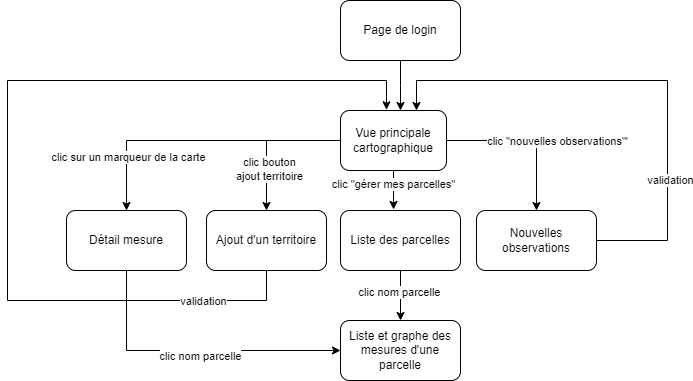 Page de login
Vue principale
cartographique
clic "nouvelles observations'"
clic sur un marqueur de la carte
clic bouton
ajout territoire
clic "gérer mes parcelles"
validation
Détail mesure
Ajout d'un territoire
Liste des parcelles
Nouvelles
observations
clic nom parcelle
validation
Liste et graphe des
mesures d'une
parcelle
clic nom parcelle